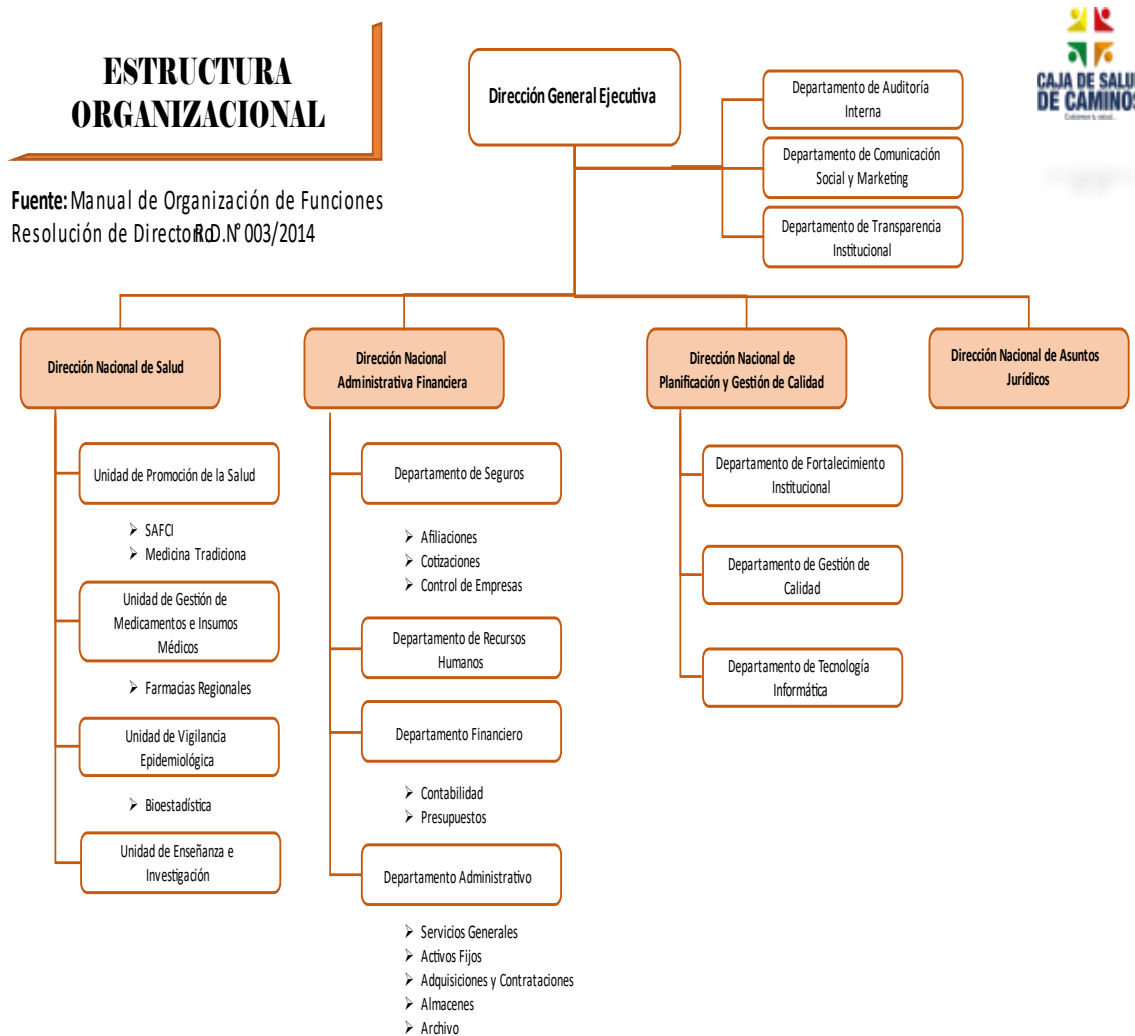 ESTRUCTURA
ORGANIZACIONAL
Fuente: Manual de Organización de Funciones
Resolución de Directorio R.D.N° 003/2014
Dirección General Ejecutiva
Departamento de Auditoría
Interna
Departamento de Comunicación
Social y Marketing
Departamento de Transparencia
Institucional
CAJA DE SALU
DE CAMINOS
Dirección Nacional de Salud
Dirección Nacional
Administrativa Financiera
Dirección Nacional de
Planificación y Gestión de Calidad
Dirección Nacional de Asuntos
Jurídicos
Unidad de Promoción de la Salud
➢ SAFCI
➢ Medicina Tradiciona
Unidad de Gestión de
Medicamentos e Insumos
Médicos
➢ Farmacias Regionales
Unidad de Vigilancia
Epidemiológica
➢ Bioestadística
Unidad de Enseñanza e
Investigación
Departamento de Seguros
➢ Afiliaciones
➢ Cotizaciones
➢ Control de Empresas
Departamento de Recursos
Humanos
Departamento Financiero
➢ Contabilidad
➢ Presupuestos
Departamento Administrativo
➢ Servicios Generales
➢ Activos Fijos
➢ Adquisiciones y Contrataciones
➢ Almacenes
➢ Archivo
Departamento de Fortalecimiento
Institucional
Departamento de Gestión de
Calidad
Departamento de Tecnología
Informática